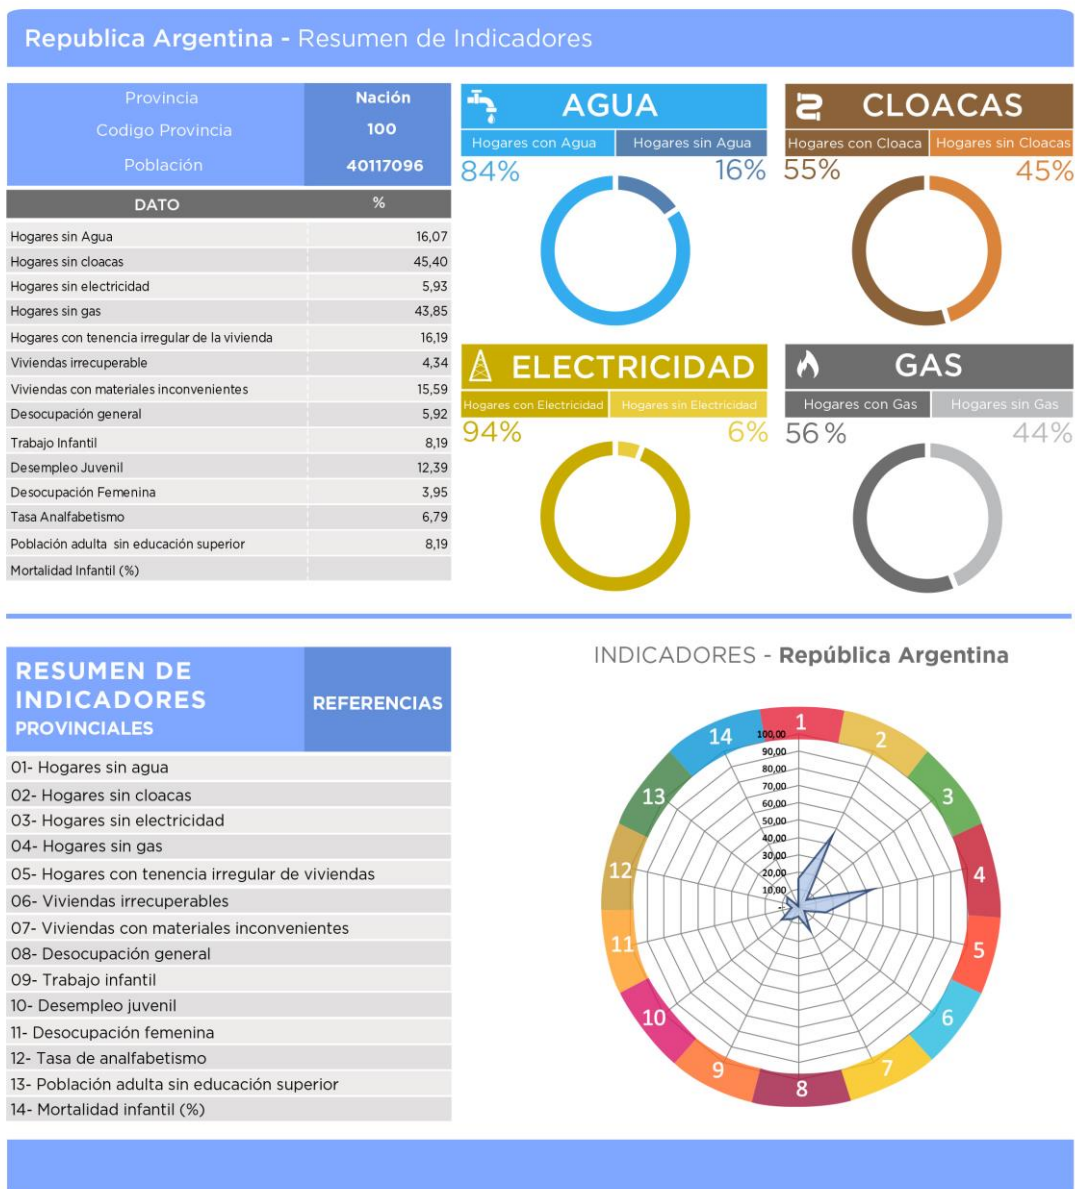 Republica Argentina - Resumen de Indicadores
Provincia Nación
Codigo Provincia 100
Población 40117096
DATO %
Hogares sin Agua 16,07
Hogares sin cloacas 45,40
Hogares sin electricidad 5,93
Hogares sin gas 43,85
Hogares con tenencia irregular de la vivienda 16,19
Viviendas irrecuperable 4,34
Viviendas con materiales inconvenientes 15,59
Desocupación general 5,92
Trabajo Infantil 8,19
Desempleo Juvenil 12,39
Desocupación Femenina 3,95
Tasa Analfabetismo 6,79
Población adulta sin educación superior 8,19
Mortalidad Infantil (%)
AGUA
Hogares con Agua Hogares sin Agua
84% 16%
CLOACAS
Hogares con Cloaca Hogares sin Cloacas
55% 45%
ELECTRICIDAD
Hogares con Electricidad Hogares sin Electricidad
94% 6%
GAS
Hogares con Gas Hogares sin Gas
56 % 44%
RESUMEN DE
INDICADORES
PROVINCIALES
REFERENCIAS
01- Hogares sin agua
02- Hogares sin cloacas
03- Hogares sin electricidad
04- Hogares sin gas
05- Hogares con tenencia irregular de viviendas
06- Viviendas irrecuperables
07- Viviendas con materiales inconvenientes
08- Desocupación general
09- Trabajo infantil
10- Desempleo juvenil
11- Desocupación femenina
12- Tasa de analfabetismo
13- Población adulta sin educación superior
14- Mortalidad infantil (%)
INDICADORES - República Argentina
1
2
3
4
5
6
7
8
9
10
11
12
13
14
100,00
90,00
80,00
70,00
60,00
50,00
40,00
30,00
20,00
10,00
-